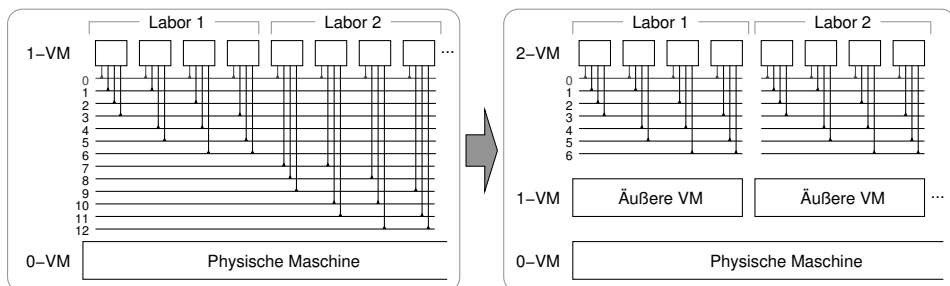 Labor 1 Labor 2
1–VM ...
0
1
2
3
4
5
6
7
8
9
10
11
12
0–VM Physische Maschine
Labor 1 Labor 2
2–VM
0
1
2
3
4
5
6
1–VM Äußere VM Äußere VM ...
0–VM Physische Maschine